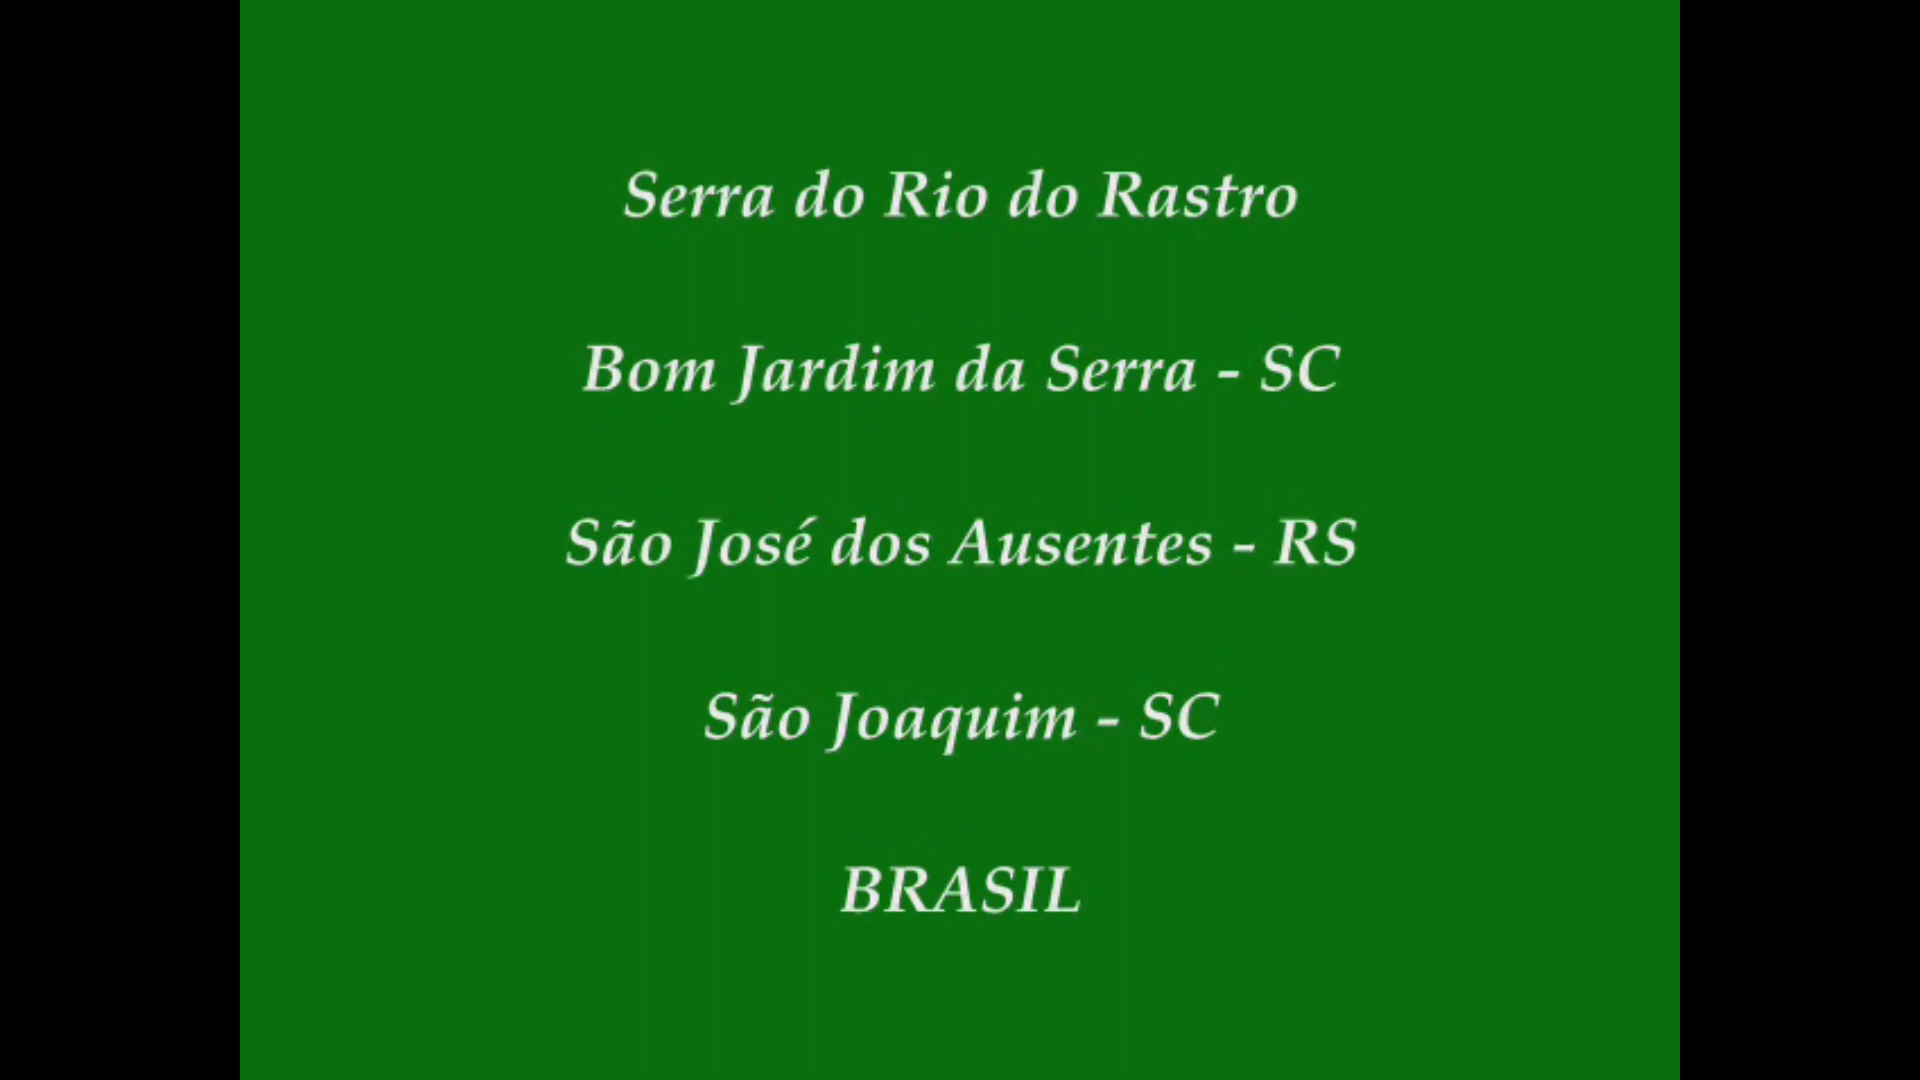 Serra do Rio do Rastro
Bom Jardim da Serra - SC
São José dos Ausentes - RS
São Joaquim - SC
BRASIL